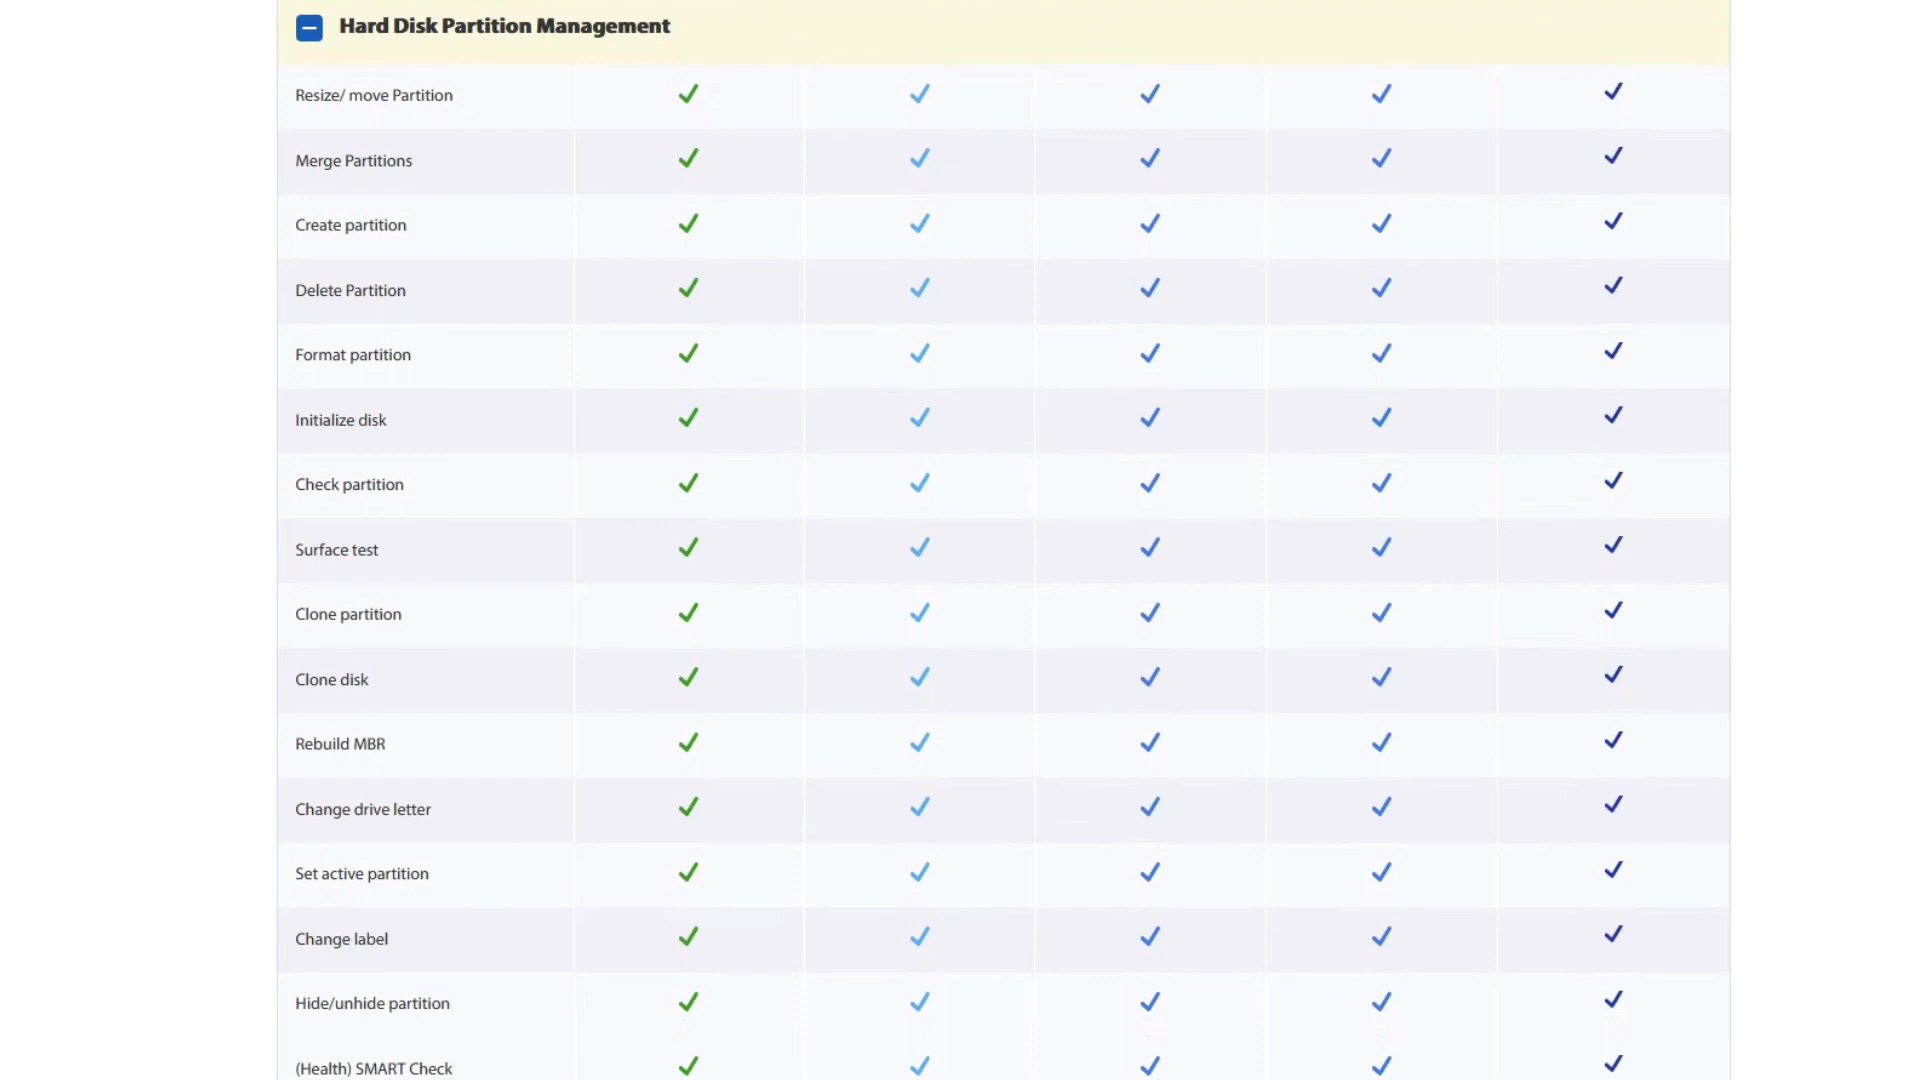 Hard Disk Partition Management
Resize/ move Partition
Merge Partitions
Create partition
Delete Partition
Format partition
Initialize disk
Check partition
Surface test
Clone partition
Clone disk
Rebuild MBR
Change drive letter
Set active partition
Change label
Hide/unhide partition
(Health) SMART Check